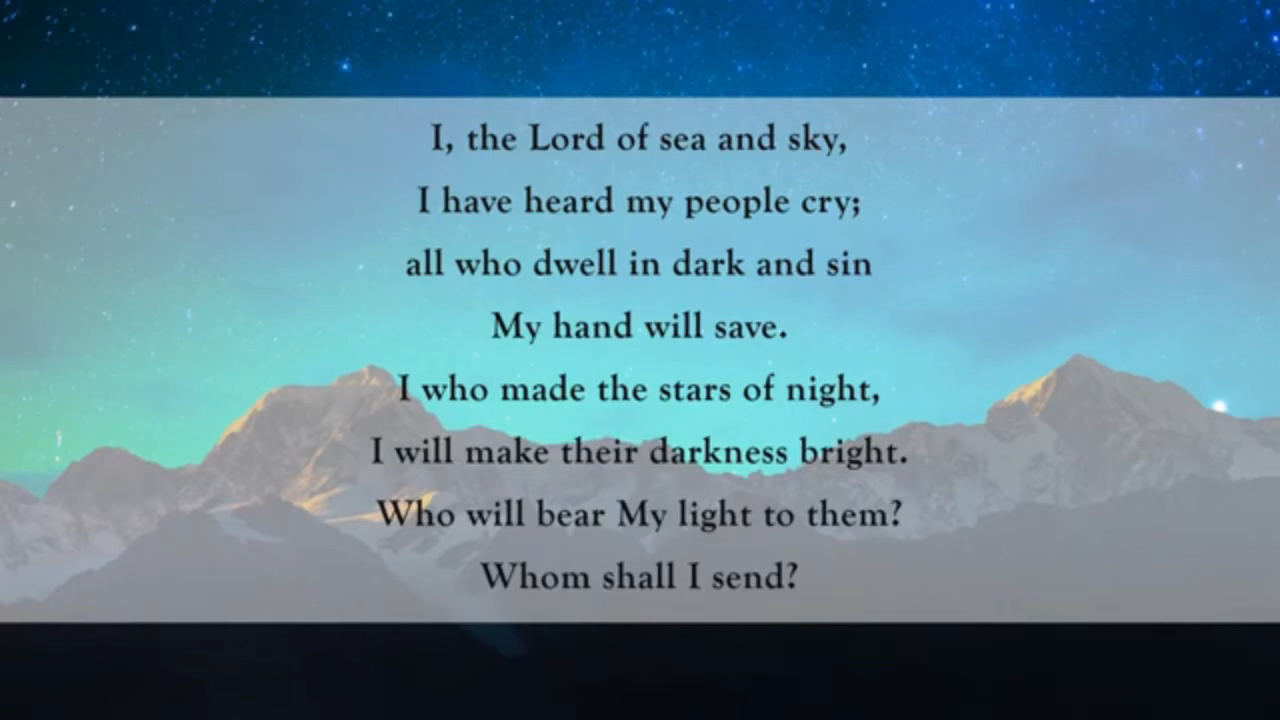 I, the Lord of sea and sky,
I have heard my people cry;
all who dwell in dark and sin
My hand will save.
I who made the stars of night,
I will make their darkness bright.
Who will bear My light to them?
Whom shall I send?